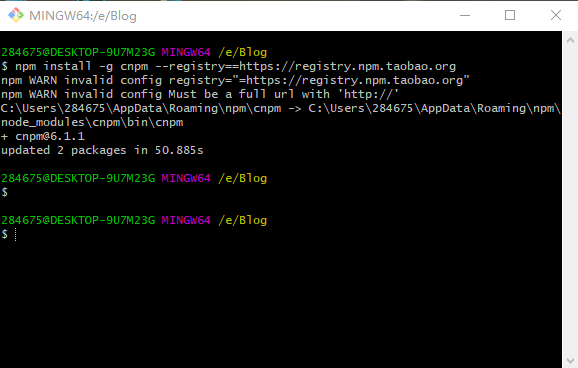 MINGW64:/e/Blog
284675@DESKTOP-9U7M23G MINGW64 /e/Blog
$ npm install -g cnpm --registry==https://registry.npm.taobao.org
npm WARN invalid config registry="=https://registry.npm.taobao.org"
npm WARN invalid config Must be a full url with 'http://'
C:\Users\284675\AppData\Roaming\npm\cnpm -> C:\Users\284675\AppData\Roaming\npm\
node_modules\cnpm\bin\cnpm
+ cnpm@6.1.1
updated 2 packages in 50.885s
284675@DESKTOP-9U7M23G MINGW64 /e/Blog
$
284675@DESKTOP-9U7M23G MINGW64 /e/Blog
$